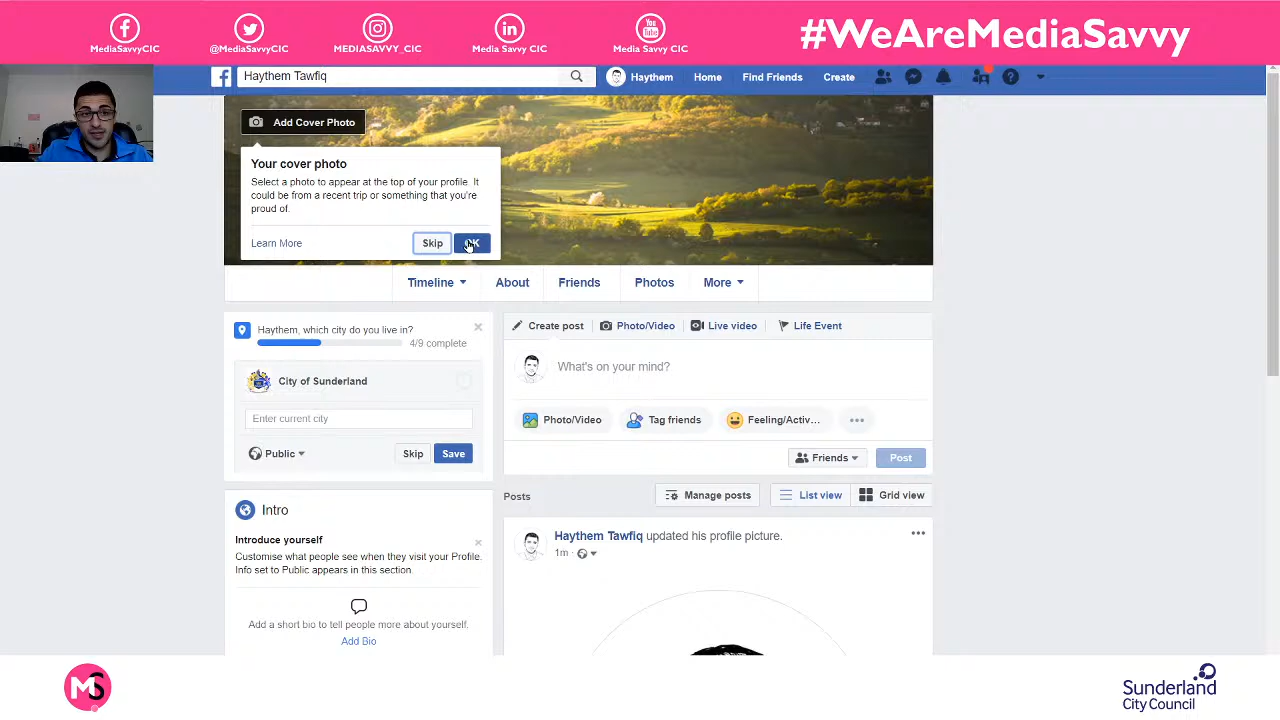 MediaSavvyCIC
@MediaSavvyCIC
MEDIASAVVY_CIC
Media Savvy CIC
You Tube
Media Savvy CIC
#WeAreMediaSavvy
Haythem Tawfiq
Haythem
Home
Find Friends
Create
Add Cover Photo
Your cover photo
Select a photo to appear at the top of your profile. It
could be from a recent trip or something that you're
proud of.
Learn More
Skip
Timeline
About
Friends
Photos
More
Haythem, which city do you live in?
4/9 complete
City of Sunderland
Enter current city
Public
Skip
Save
Create post
Photo/Video
Live video
Life Event
What's on your mind?
Photo/Video
Tag friends
Feeling/Activ...
Friends
Post
Posts
Manage posts
List view
Grid view
Intro
Introduce yourself
Customise what people see when they visit your Profile.
Info set to Public appears in this section.
Add a short bio to tell people more about yourself.
Add Bio
Haythem Tawfiq updated his profile picture.
1m
MS
Sunderland
City Council